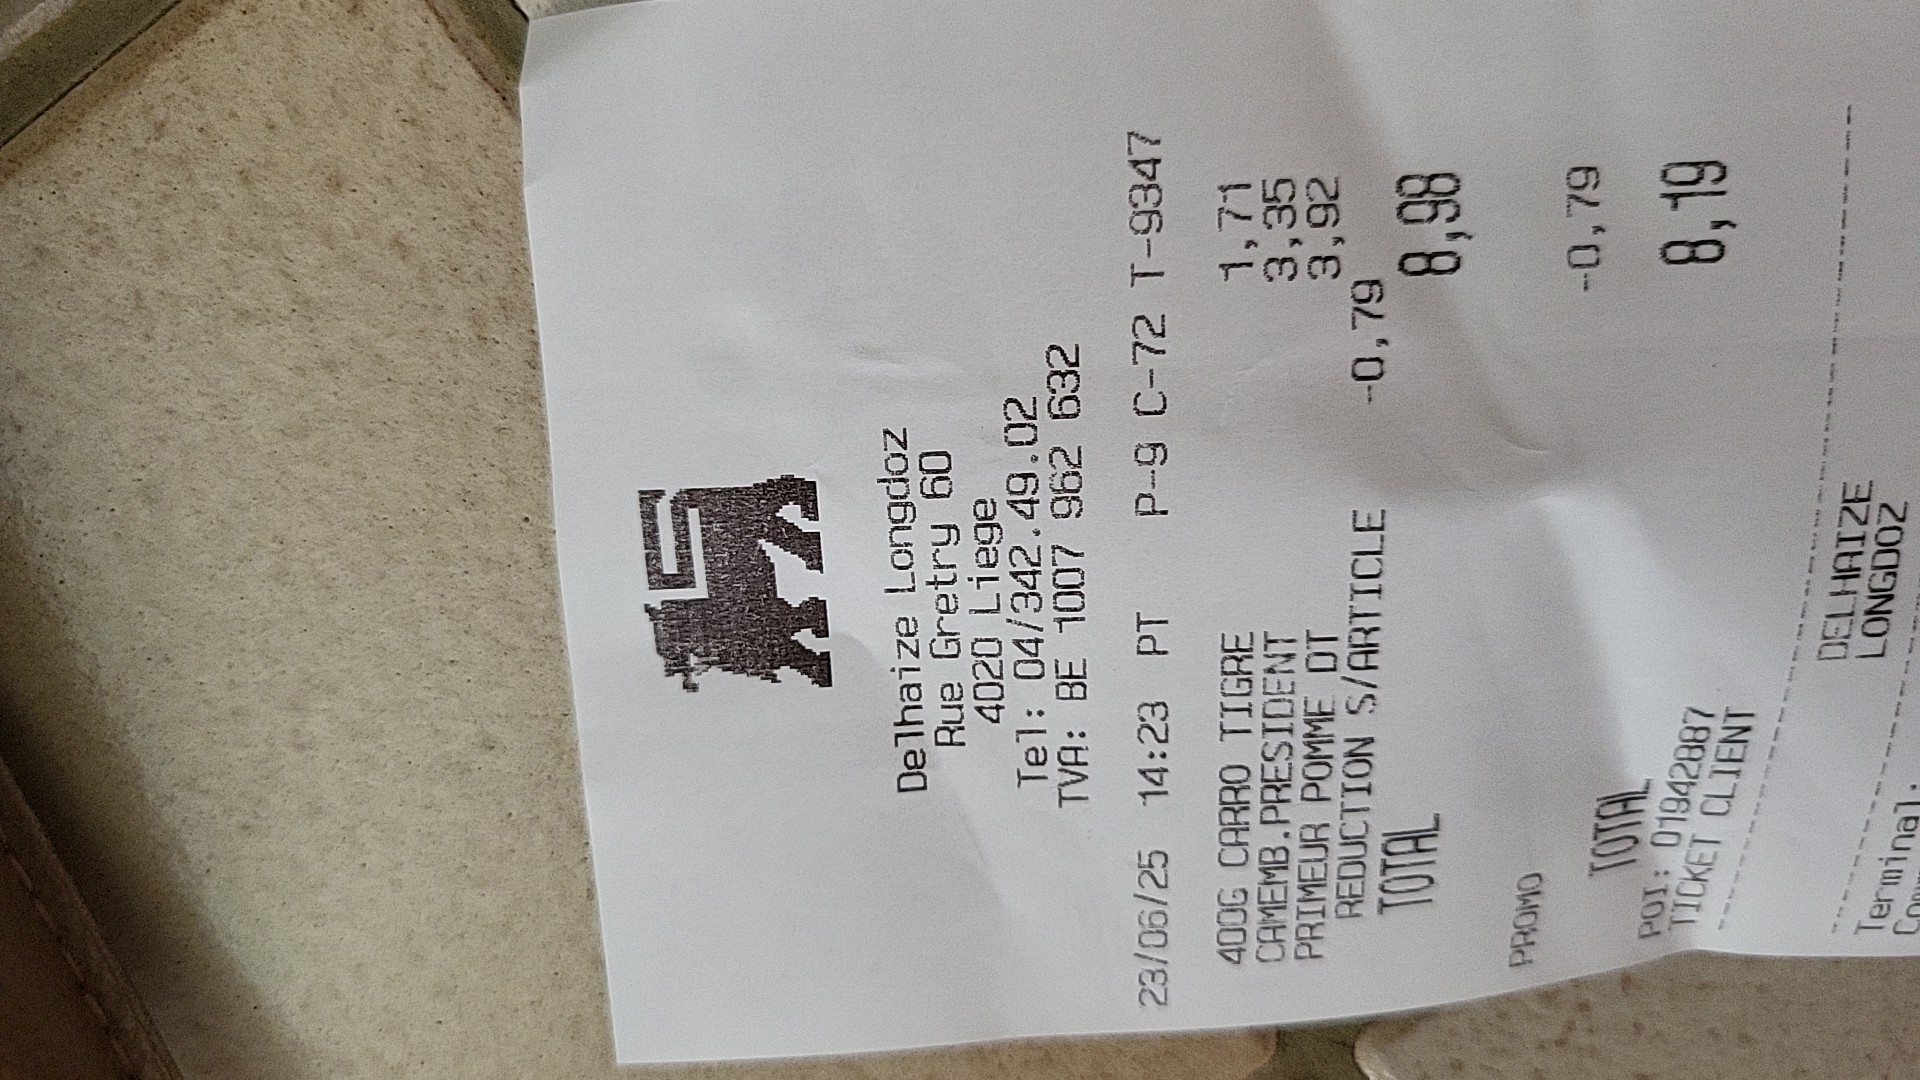 Delhaize Longdoz
Rue Gretry 60
4020 Liege
Tel: 04/342.49.02
TVA: BE 1007 962 632
23/06/25 14:23 PT P-9 C-72 T-9347
400G CARRO TIGRE 1,71
CAMEMB.PRESIDENT 3,35
PRIMEUR POMME DT 3,92
REDUCTION S/ARTICLE -0,79
TOTAL 8,98
PROMO -0,79
TOTAL 8,19
POI: 01942887
TICKET CLIENT
DELHAIZE
LONGDOZ
Terminal: